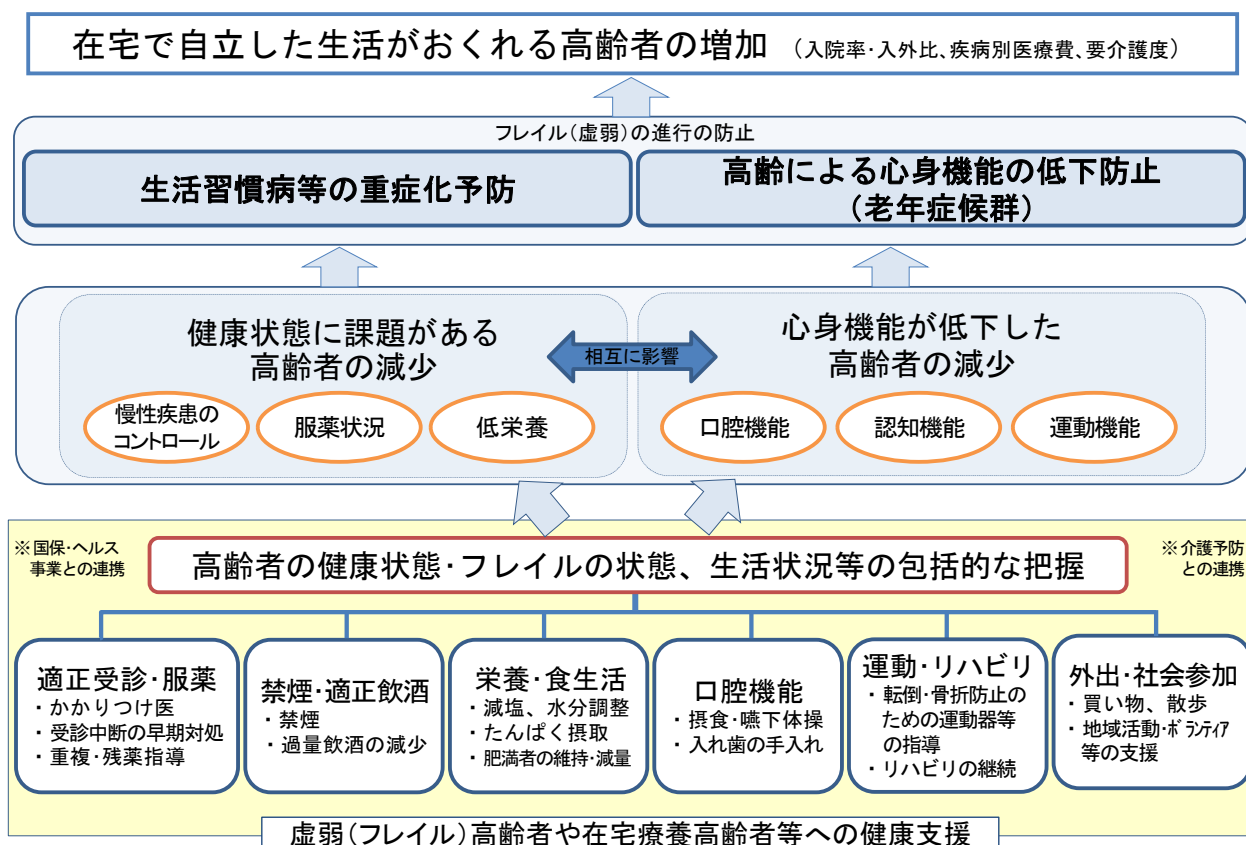 在宅で自立した生活がおくれる高齢者の増加 （入院率・入外比、疾病別医療費、要介護度）
フレイル（虚弱）の進行の防止
生活習慣病等の重症化予防
高齢による心身機能の低下防止
（老年症候群）
健康状態に課題がある
高齢者の減少
相互に影響
心身機能が低下した
高齢者の減少
慢性疾患の
コントロール
服薬状況
低栄養
口腔機能
認知機能
運動機能
※国保・ヘルス
事業との連携
高齢者の健康状態・フレイルの状態、生活状況等の包括的な把握
※介護予防
との連携
適正受診・服薬
・かかりつけ医
・受診中断の早期対処
・重複・残薬指導
禁煙・適正飲酒
・禁煙
・過量飲酒の減少
栄養・食生活
・減塩、水分調整
・たんぱく摂取
・肥満者の維持・減量
口腔機能
・摂食・嚥下体操
・入れ歯の手入れ
運動・リハビリ
・転倒・骨折防止の
ための運動器等
の指導
・リハビリの継続
外出・社会参加
・買い物、散歩
・地域活動・ボランティア
等の支援
虚弱（フレイル）高齢者や在宅療養高齢者等への健康支援